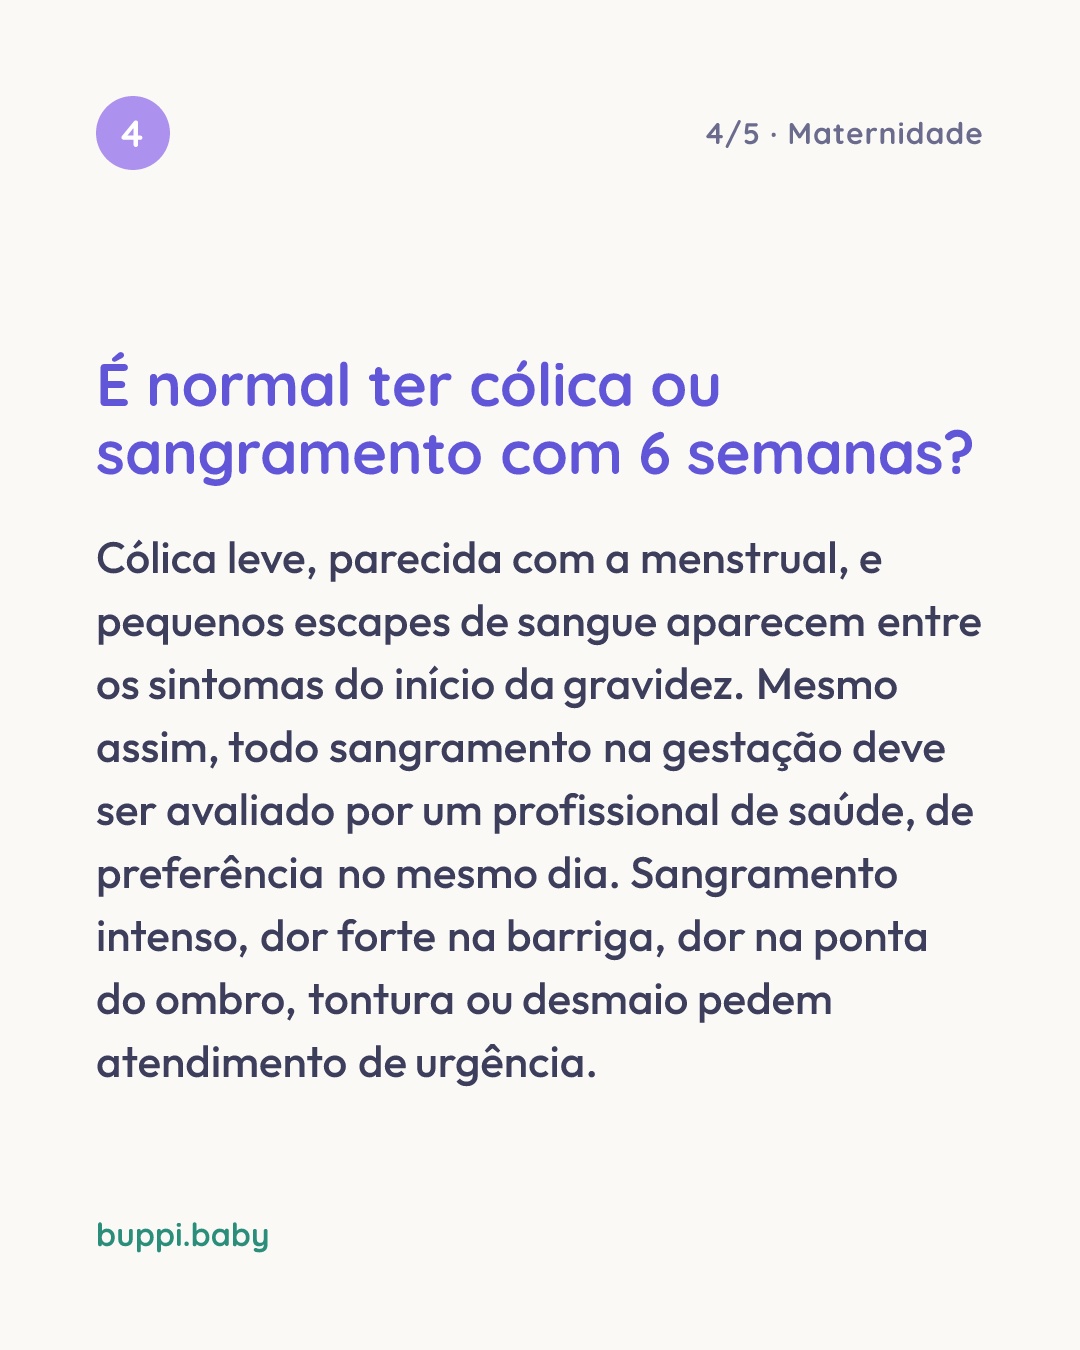 4
4/5 · Maternidade
É normal ter cólica ou
sangramento com 6 semanas?
Cólica leve, parecida com a menstrual, e
pequenos escapes de sangue aparecem entre
os sintomas do início da gravidez. Mesmo
assim, todo sangramento na gestação deve
ser avaliado por um profissional de saúde, de
preferência no mesmo dia. Sangramento
intenso, dor forte na barriga, dor na ponta
do ombro, tontura ou desmaio pedem
atendimento de urgência.
buppi.baby